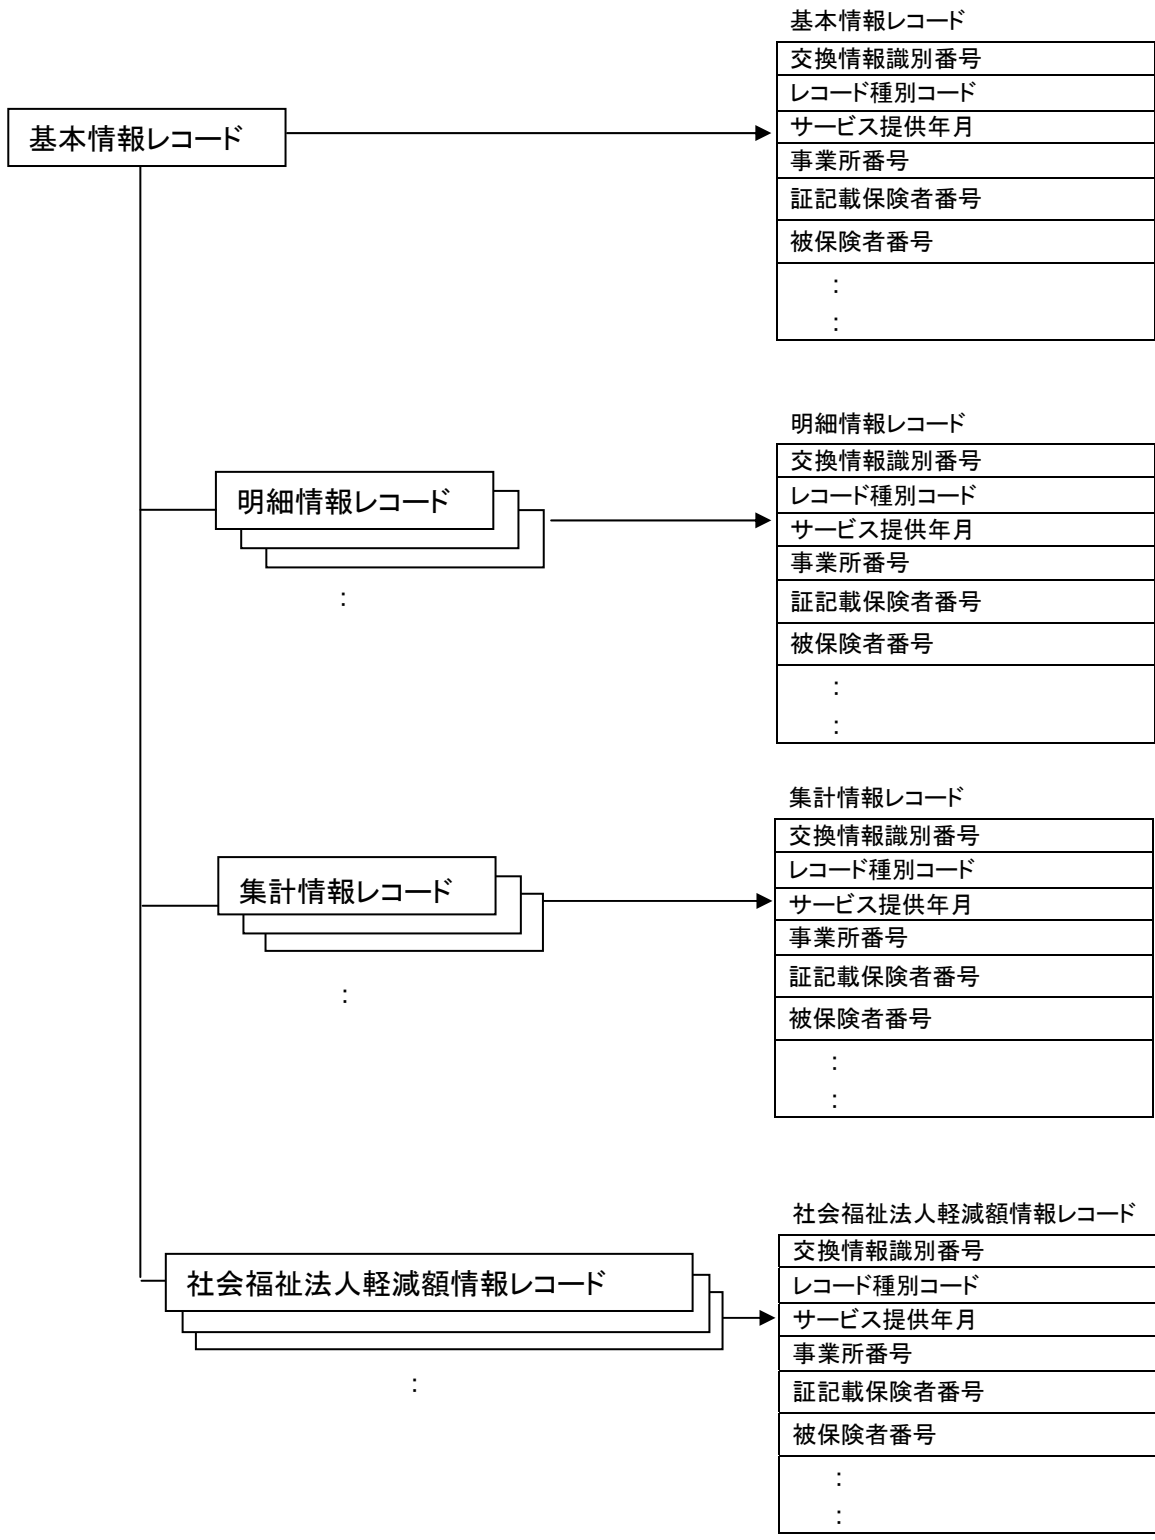 基本情報レコード
基本情報レコード
交換情報識別番号
レコード種別コード
サービス提供年月
事業所番号
証記載保険者番号
被保険者番号
:
:
明細情報レコード
:
明細情報レコード
交換情報識別番号
レコード種別コード
サービス提供年月
事業所番号
証記載保険者番号
被保険者番号
:
:
集計情報レコード
:
集計情報レコード
交換情報識別番号
レコード種別コード
サービス提供年月
事業所番号
証記載保険者番号
被保険者番号
:
:
社会福祉法人軽減額情報レコード
:
社会福祉法人軽減額情報レコード
交換情報識別番号
レコード種別コード
サービス提供年月
事業所番号
証記載保険者番号
被保険者番号
:
: